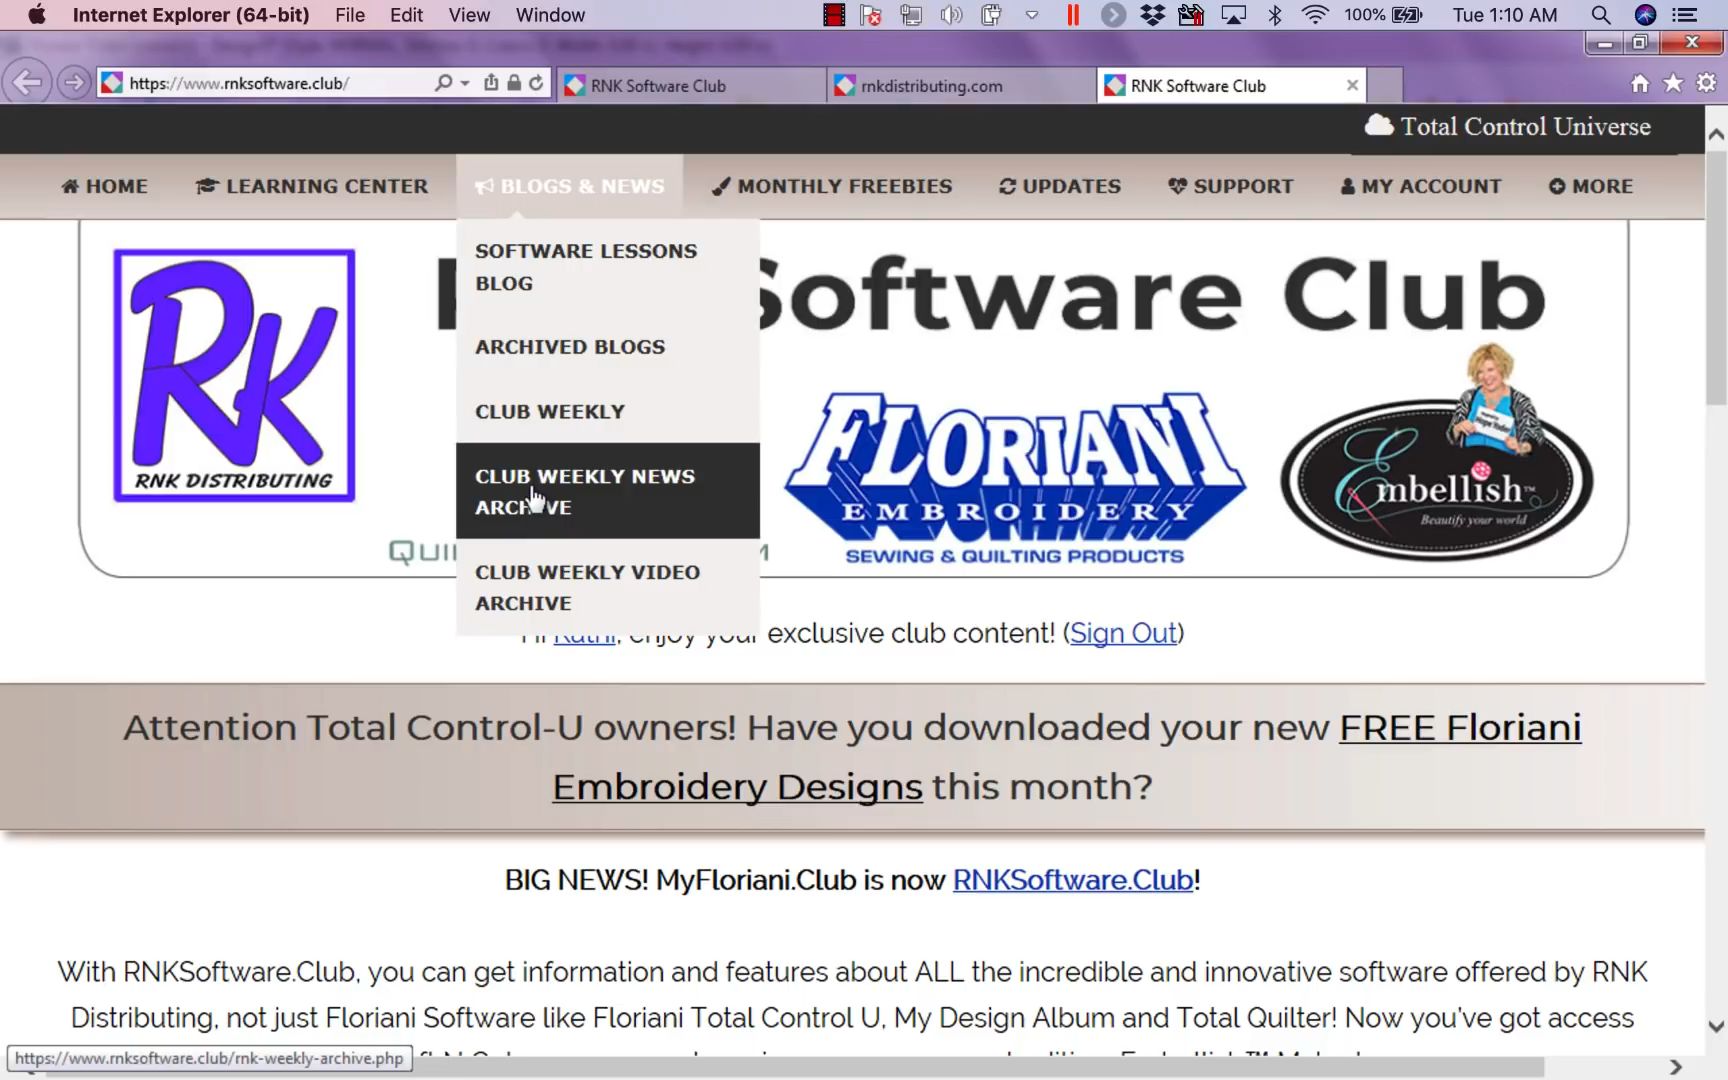 Internet Explorer (64-bit) File Edit View Window 100% Tue 1:10 AM
https://www.rnksoftware.club/ RNK Software Club rnkdistributing.com RNK Software Club
Total Control Universe
HOME LEARNING CENTER BLOGS & NEWS MONTHLY FREEBIES UPDATES SUPPORT MY ACCOUNT MORE
SOFTWARE LESSONS
BLOG
ARCHIVED BLOGS
CLUB WEEKLY
CLUB WEEKLY NEWS
ARCHIVE
CLUB WEEKLY VIDEO
ARCHIVE
Software Club
RK
RNK DISTRIBUTING
FLORIANI
EMBROIDERY
SEWING & QUILTING PRODUCTS
Embellish™
Beautify your world
Hi Kathi, enjoy your exclusive club content! (Sign Out)
Attention Total Control-U owners! Have you downloaded your new FREE Floriani
Embroidery Designs this month?
BIG NEWS! MyFloriani.Club is now RNKSoftware.Club!
With RNKSoftware.Club, you can get information and features about ALL the incredible and innovative software offered by RNK
Distributing, not just Floriani Software like Floriani Total Control U, My Design Album and Total Quilter! Now you've got access
https://www.rnksoftware.club/rnk-weekly-archive.php